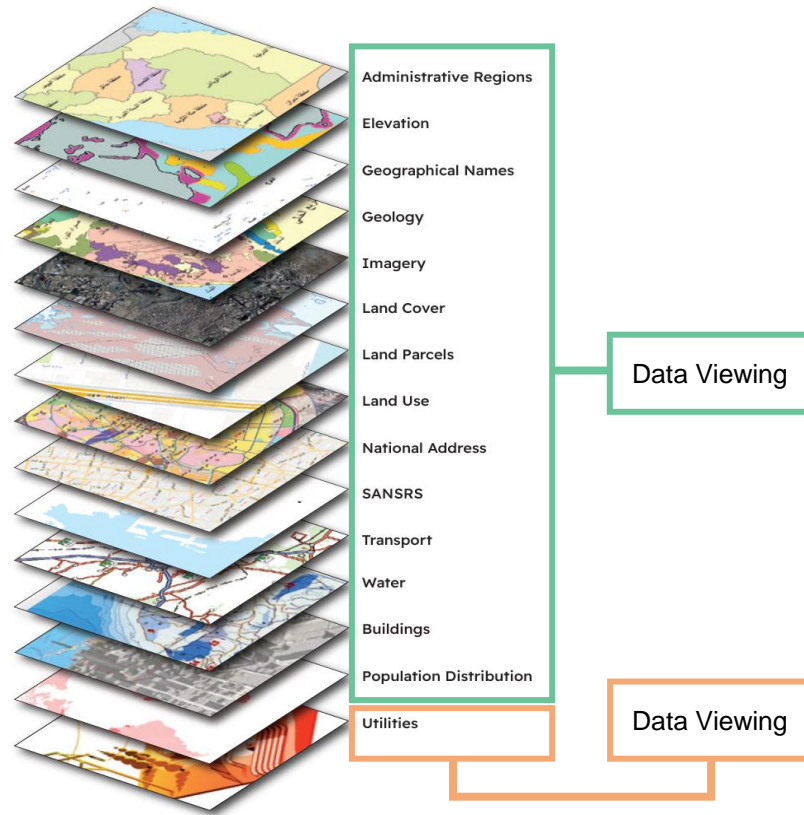 Administrative Regions
Elevation
Geographical Names
Geology
Imagery
Land Cover
Land Parcels
Land Use
National Address
SANSRS
Transport
Water
Buildings
Population Distribution
Utilities
Data Viewing
Data Viewing